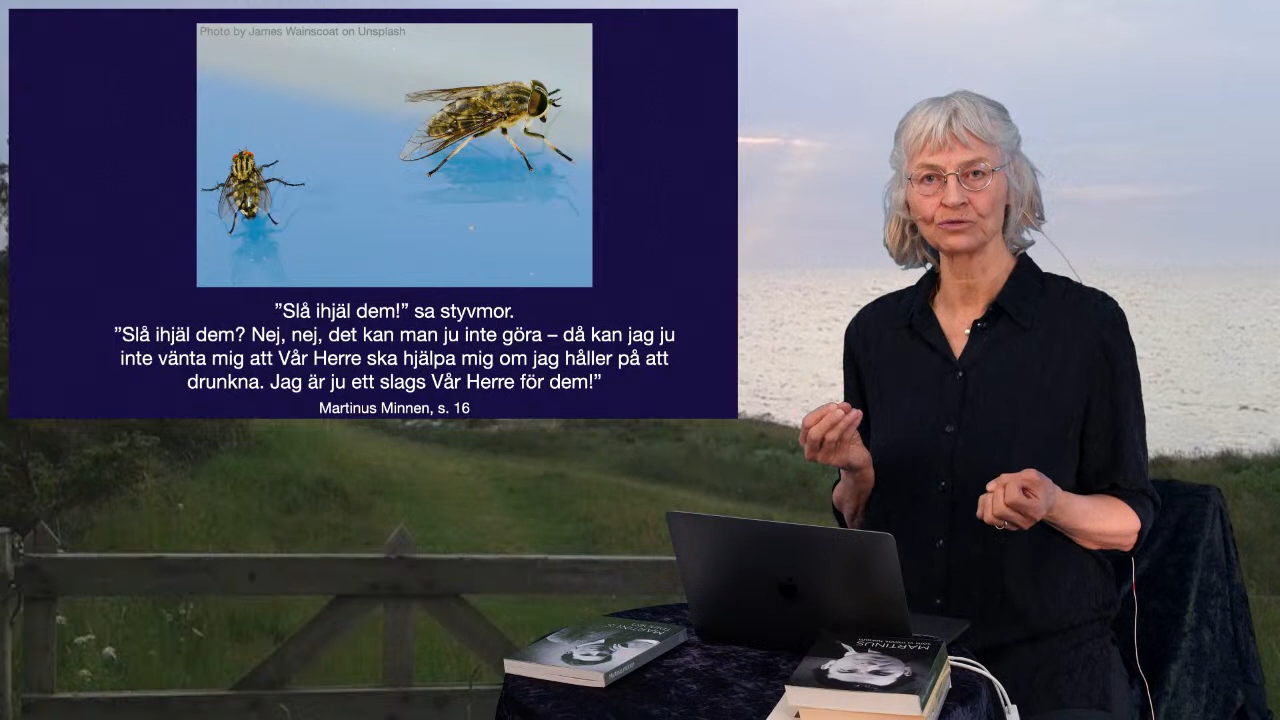 Photo by James Wainscoat on Unsplash
”Slå ihjäl dem!” sa styvmor.
”Slå ihjäl dem? Nej, nej, det kan man ju inte göra – då kan jag ju
inte vänta mig att Vår Herre ska hjälpa mig om jag håller på att
drunkna. Jag är ju ett slags Vår Herre för dem!”
Martinus Minnen, s. 16
MARTINUS
MARTINUS